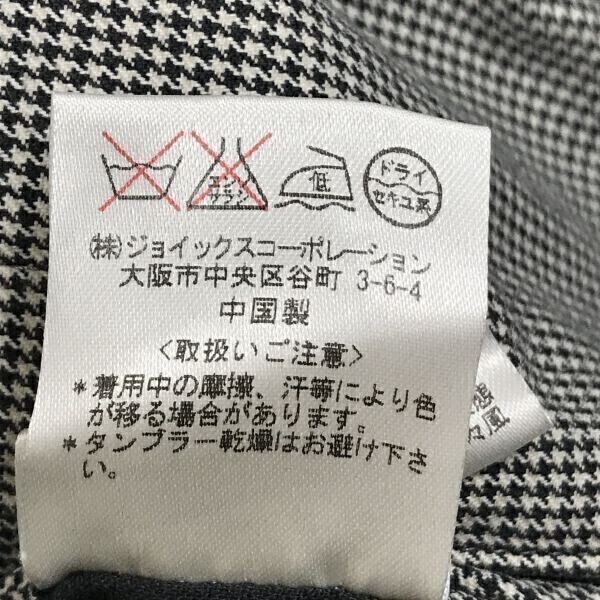 エンソ サラシ 低 ドライ
セキユ系
㈱ジョイックスコーポレーション
大阪市中央区谷町 3-6-4
中国製
〈取扱いご注意〉
*着用中の摩擦、汗等により色
が移る場合があります。
*タンブラー乾燥はお避け下さ
い。